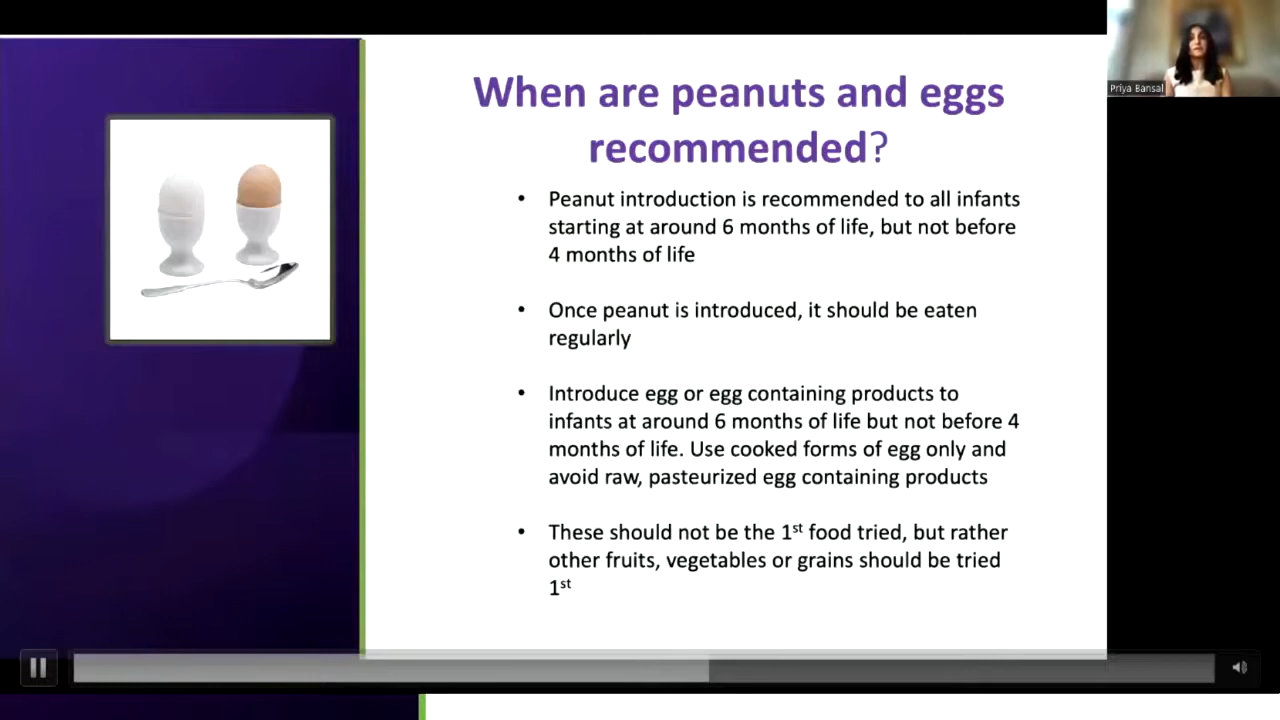 When are peanuts and eggs
recommended?
Priya Bansal
• Peanut introduction is recommended to all infants
starting at around 6 months of life, but not before
4 months of life
• Once peanut is introduced, it should be eaten
regularly
• Introduce egg or egg containing products to
infants at around 6 months of life but not before 4
months of life. Use cooked forms of egg only and
avoid raw, pasteurized egg containing products
• These should not be the 1st food tried, but rather
other fruits, vegetables or grains should be tried
1st